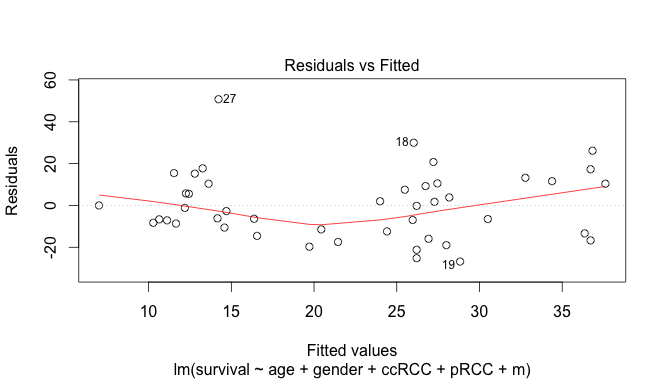 Residuals vs Fitted
Residuals
60
40
20
0
-20
27
18
19
10 15 20 25 30 35
Fitted values
lm(survival ~ age + gender + ccRCC + pRCC + m)